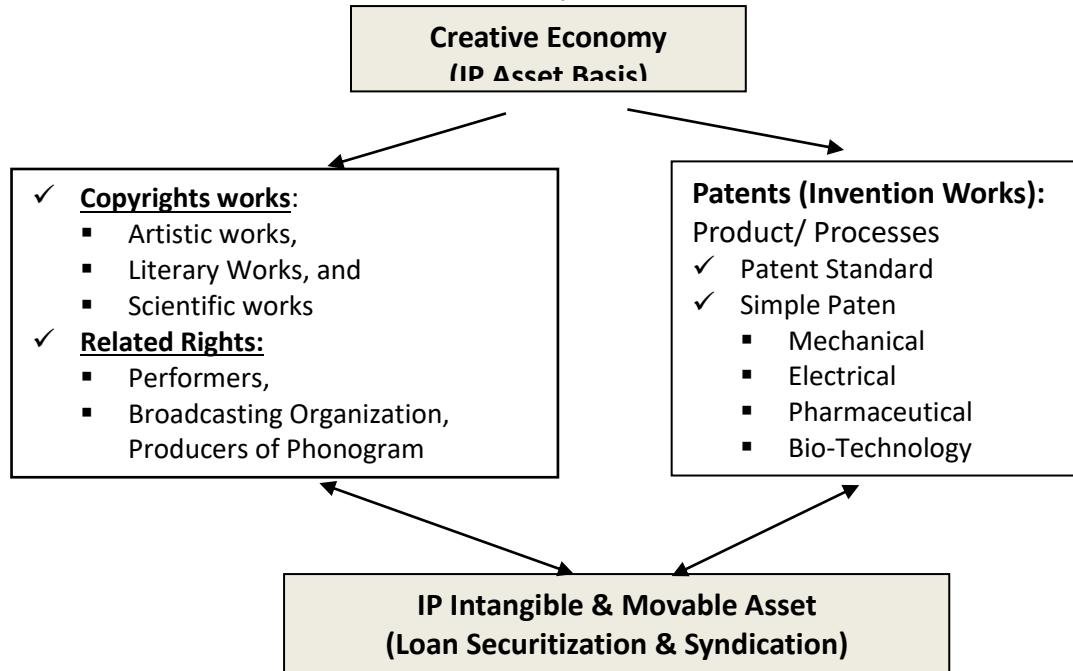 Creative Economy
(IP Asset Basis)
✓ Copyrights works:
▪ Artistic works,
▪ Literary Works, and
▪ Scientific works
✓ Related Rights:
▪ Performers,
▪ Broadcasting Organization,
Producers of Phonogram
Patents (Invention Works):
Product/ Processes
✓ Patent Standard
✓ Simple Paten
▪ Mechanical
▪ Electrical
▪ Pharmaceutical
▪ Bio-Technology
IP Intangible & Movable Asset
(Loan Securitization & Syndication)